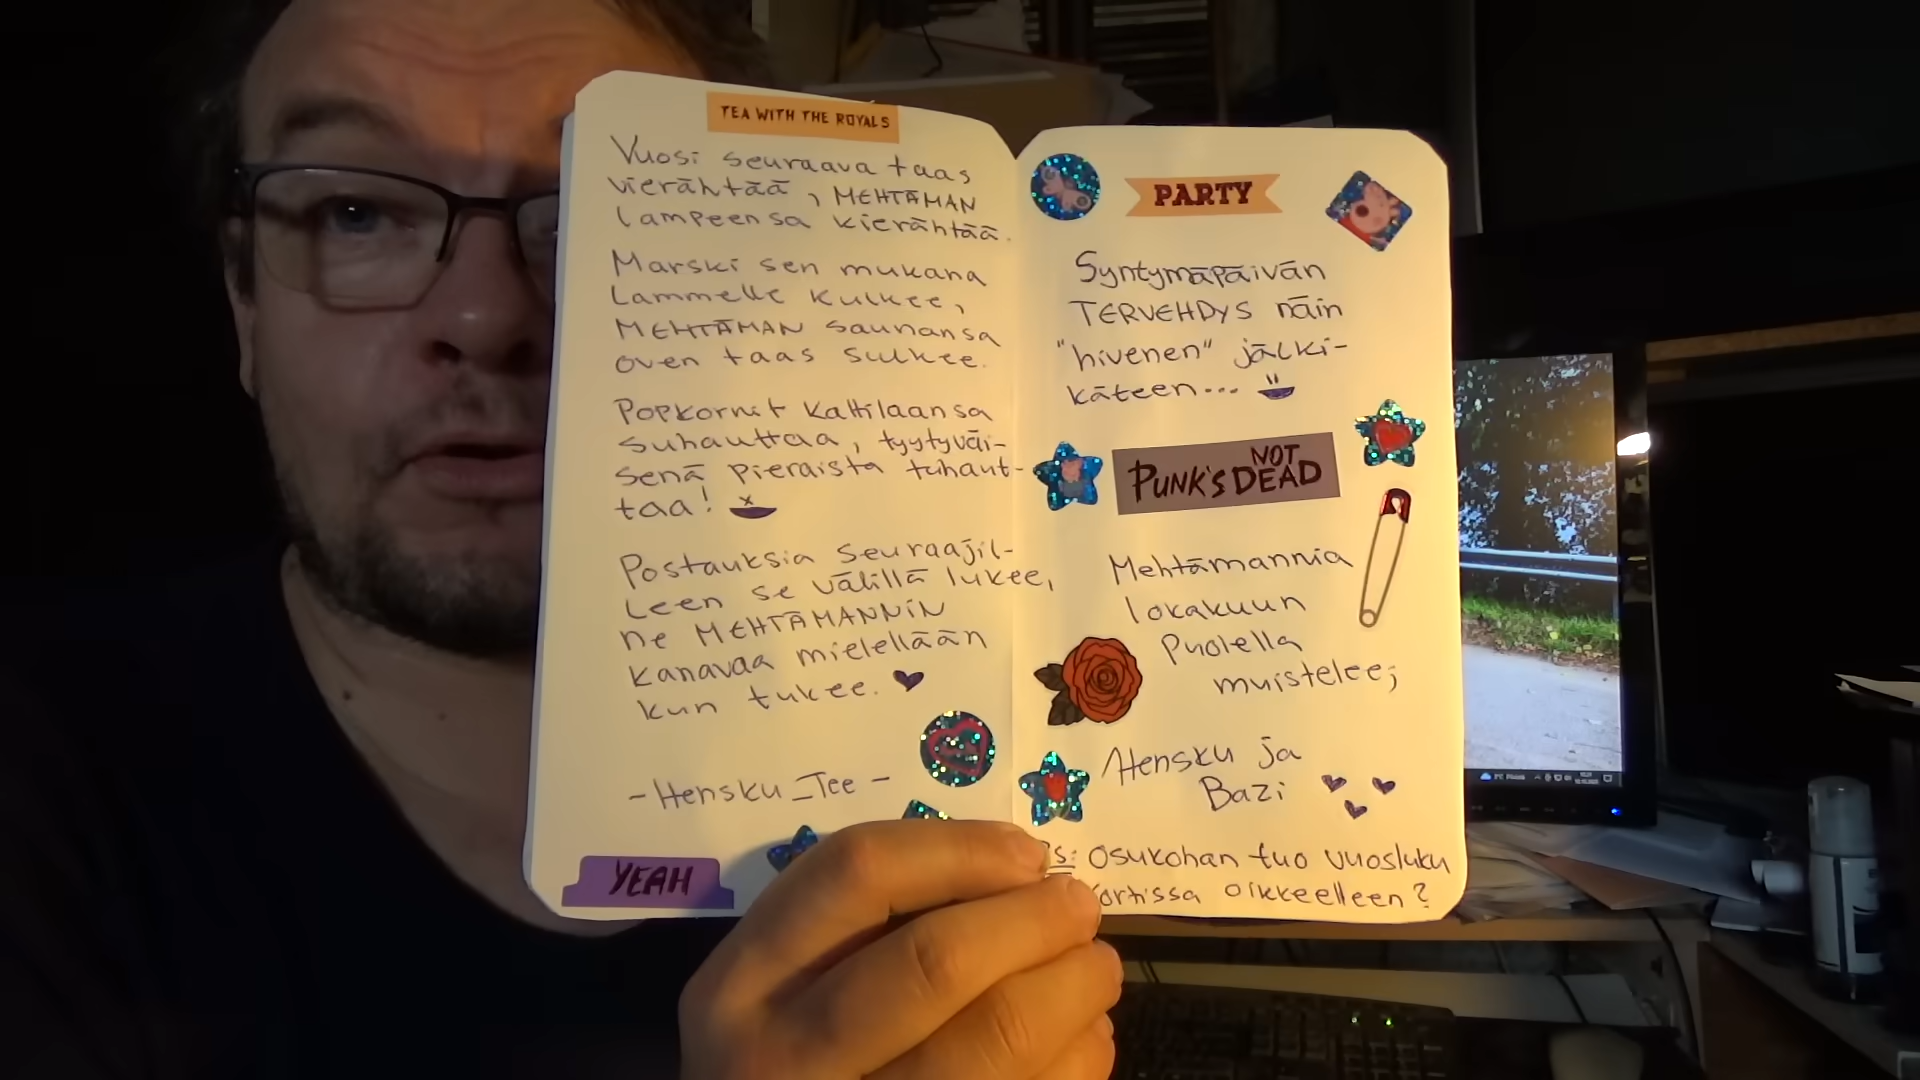 TEA WITH THE ROYALS
Vuosi seuraava taas
vierähtää, MEHTÄMAN
lampeensa kierähtää.
Marski sen mukana
Lammelle kulkee,
MEHTÄMAN saunansa
oven taas sulkee.
Popkornit kattilaansa
suhauttaa, tyytyväi-
senä pieraista tuhaut-
taa!
Postauksia seuraajil-
leen se välillä lukee,
ne MEHTÄMANNIN
kanavaa mielellään
kun tukee.
-Hensku_Tee-
YEAH
PARTY
Syntymäpäivän
TERVEHDYS näin
"hivenen" jälki-
käteen...
PUNK'S NOT DEAD
Mehtämannia
lokakuun
puolella
muistelee;
Hensku ja
Bazi
Ps: Osukohan tuo vuosluku
kortissa oikkeelleen?